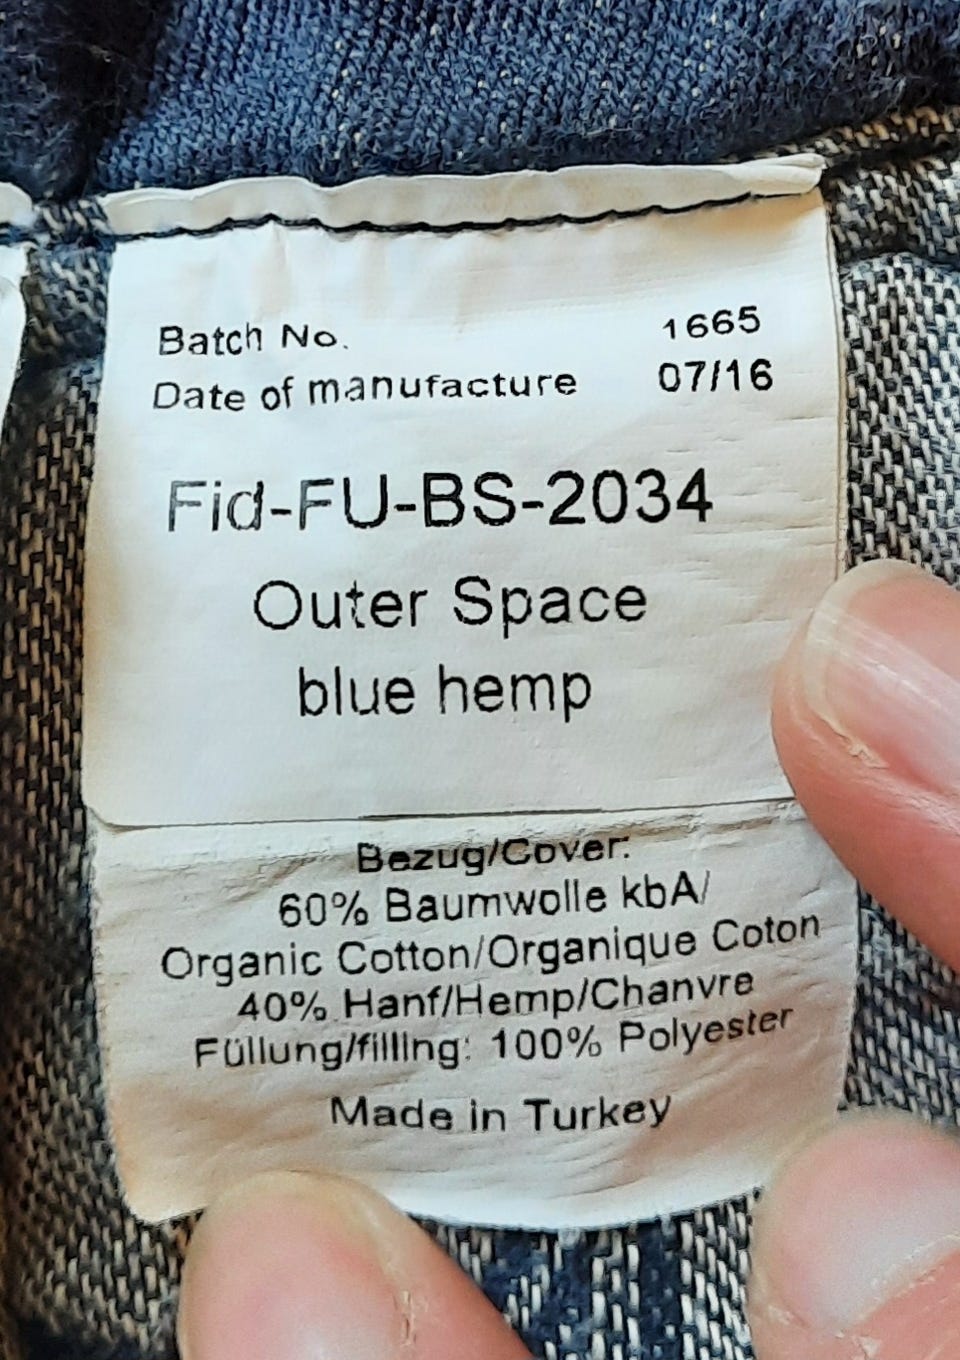 Batch No. 1665
Date of manufacture 07/16
Fid-FU-BS-2034
Outer Space
blue hemp
Bezug/Cover:
60% Baumwolle kbA/
Organic Cotton/Organique Coton
40% Hanf/Hemp/Chanvre
Füllung/filling: 100% Polyester
Made in Turkey